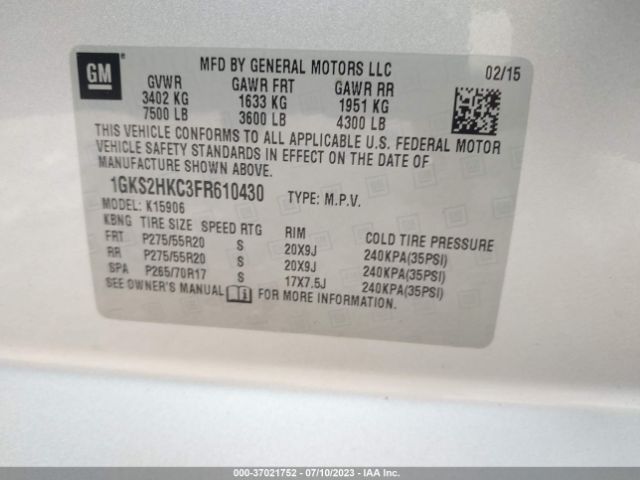 GM
MFD BY GENERAL MOTORS LLC
02/15
GVWR GAWR FRT GAWR RR
3402 KG 1633 KG 1951 KG
7500 LB 3600 LB 4300 LB
THIS VEHICLE CONFORMS TO ALL APPLICABLE U.S. FEDERAL MOTOR
VEHICLE SAFETY STANDARDS IN EFFECT ON THE DATE OF
MANUFACTURE SHOWN ABOVE.
1GKS2HKC3FR610430 TYPE: M.P.V.
MODEL: K15906
KBNG TIRE SIZE SPEED RTG RIM COLD TIRE PRESSURE
FRT P275/55R20 S 20X9J 240KPA(35PSI)
RR P275/55R20 S 20X9J 240KPA(35PSI)
SPA P265/70R17 S 17X7.5J 240KPA(35PSI)
SEE OWNER'S MANUAL FOR MORE INFORMATION.
000-37021752 - 07/10/2023 - IAA Inc.